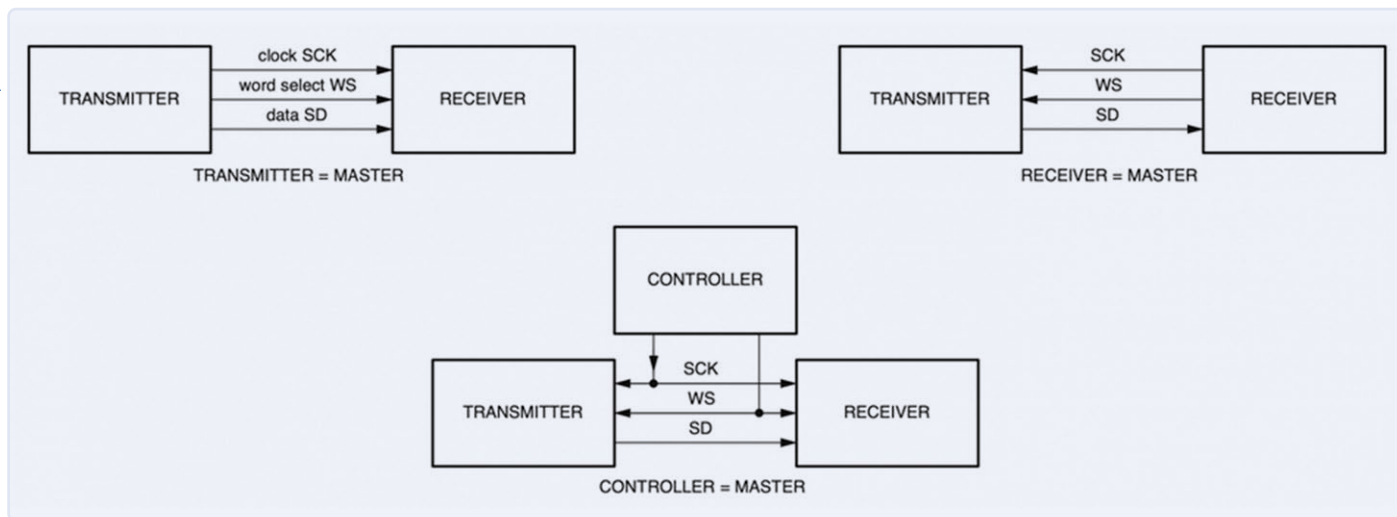 clock SCK
word select WS
data SD
TRANSMITTER
RECEIVER
TRANSMITTER = MASTER
SCK
WS
SD
TRANSMITTER
RECEIVER
RECEIVER = MASTER
CONTROLLER
SCK
WS
SD
TRANSMITTER
RECEIVER
CONTROLLER = MASTER